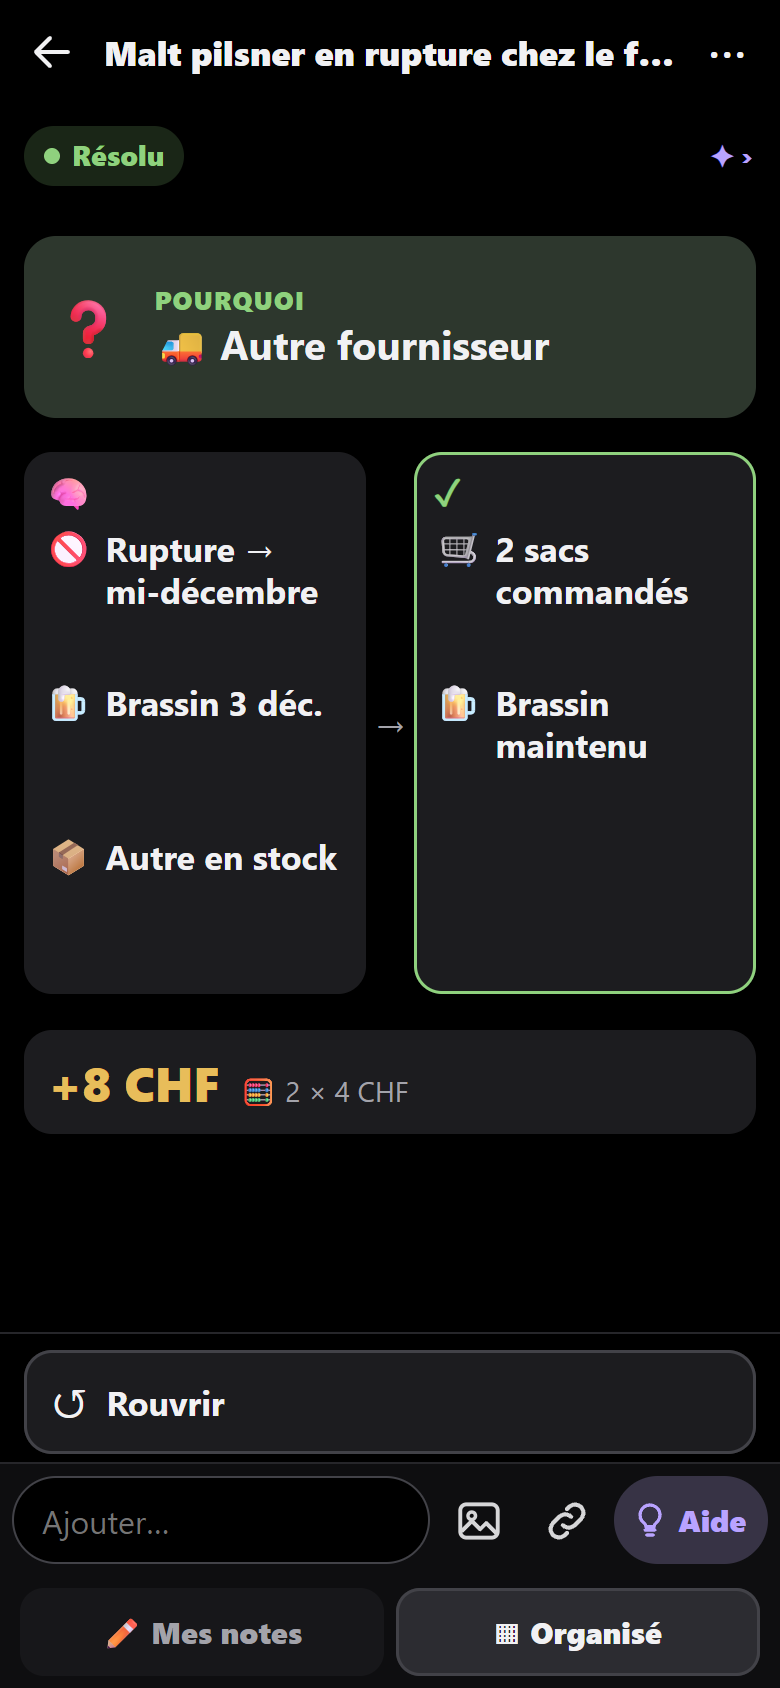 Malt pilsner en rupture chez le f...
Résolu
POURQUOI
Autre fournisseur
Rupture →
mi-décembre
Brassin 3 déc.
Autre en stock
→
✓
2 sacs
commandés
Brassin
maintenu
+8 CHF 2 × 4 CHF
Rouvrir
Ajouter...
Aide
Mes notes
Organisé